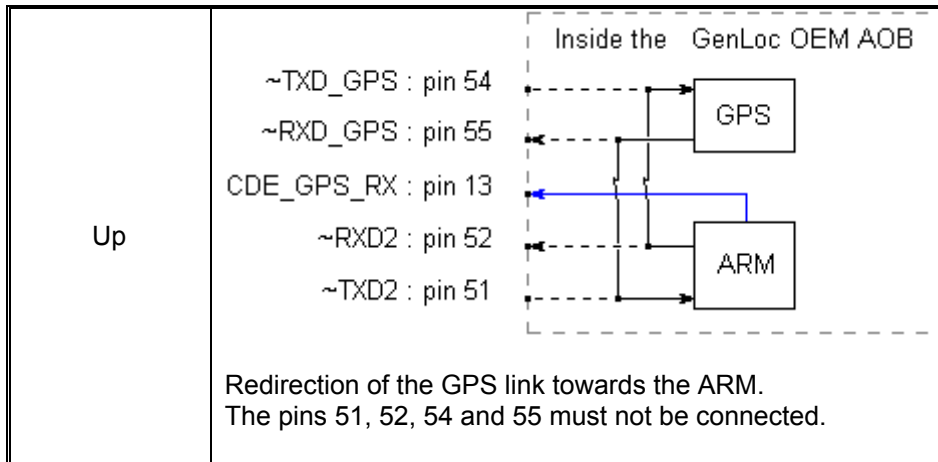 Inside the GenLoc OEM AOB
~TXD_GPS : pin 54
GPS
~RXD_GPS : pin 55
CDE_GPS_RX : pin 13
Up
~RXD2 : pin 52
ARM
~TXD2 : pin 51
Redirection of the GPS link towards the ARM.
The pins 51, 52, 54 and 55 must not be connected.